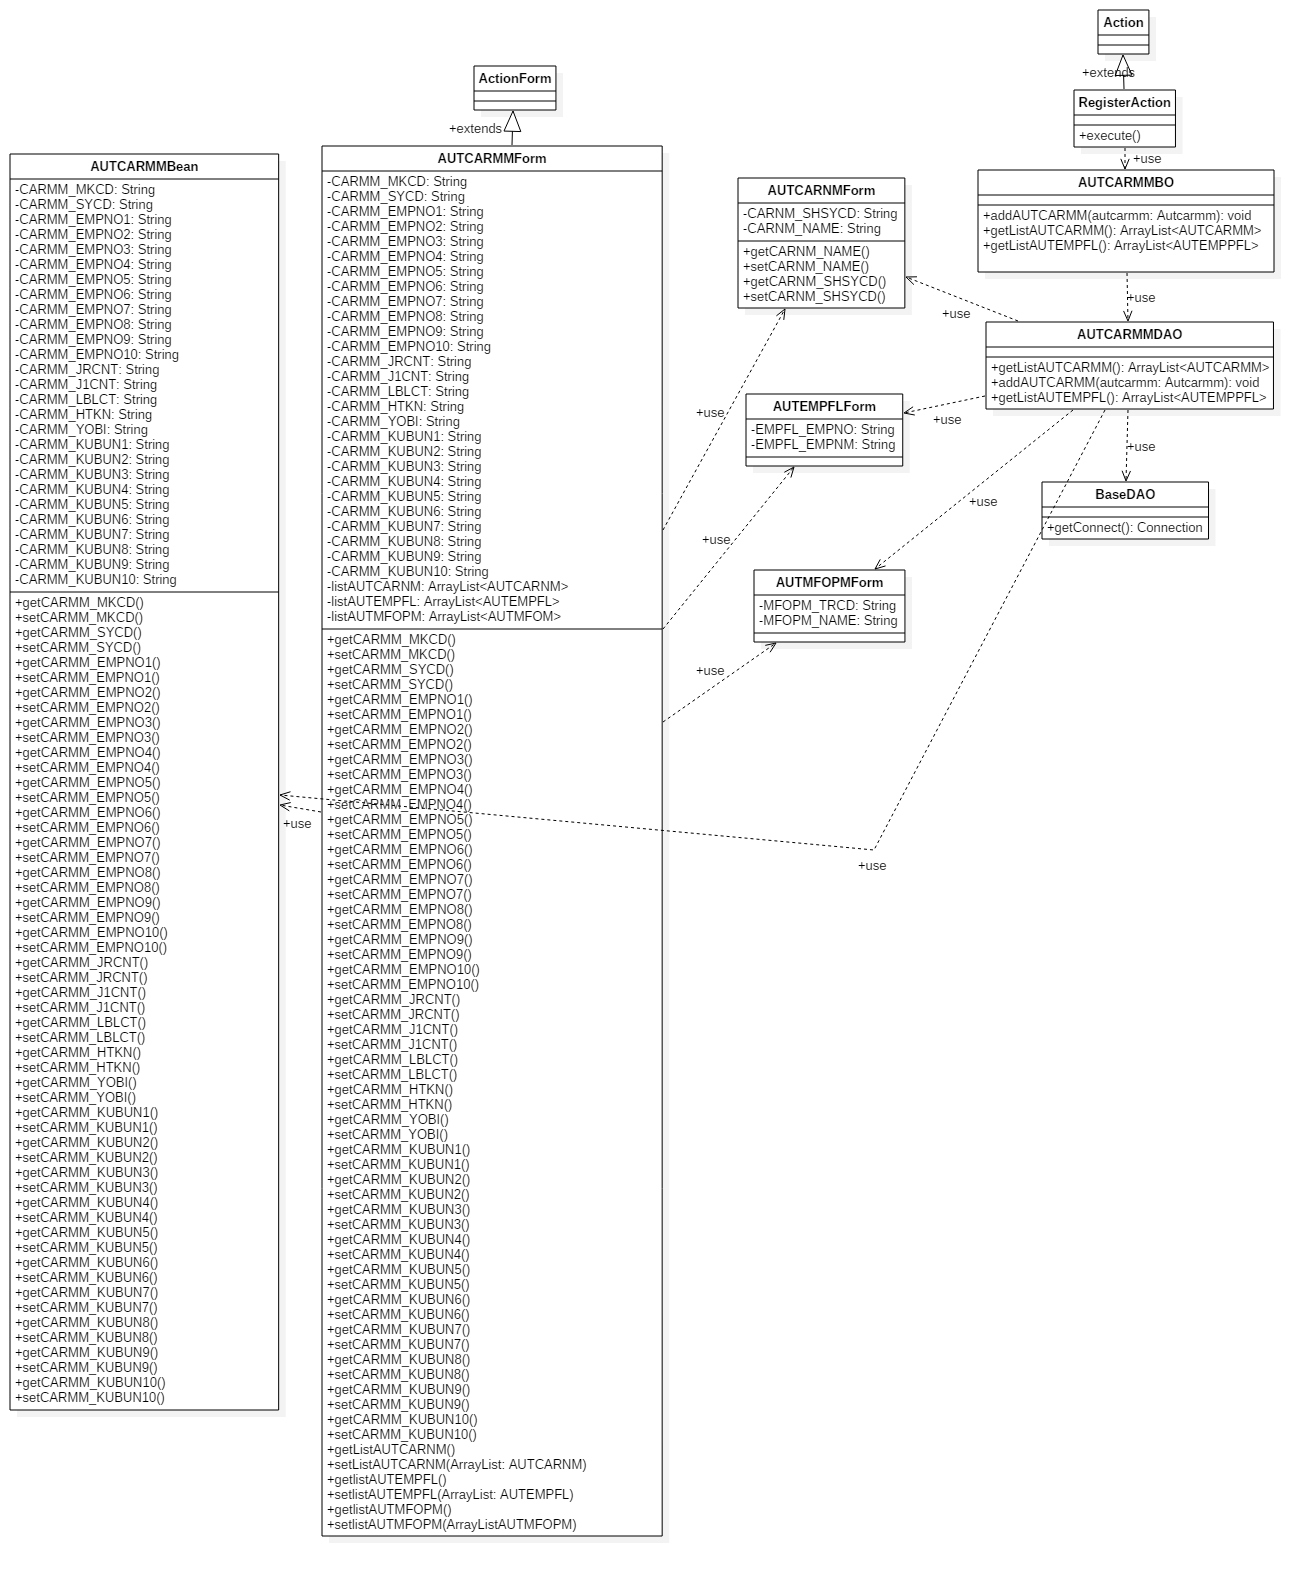 Action
+extends
RegisterAction
+execute()
+use
ActionForm
+extends
AUTCARMMBean
-CARMM_MKCD: String
-CARMM_SYCD: String
-CARMM_EMPNO1: String
-CARMM_EMPNO2: String
-CARMM_EMPNO3: String
-CARMM_EMPNO4: String
-CARMM_EMPNO5: String
-CARMM_EMPNO6: String
-CARMM_EMPNO7: String
-CARMM_EMPNO8: String
-CARMM_EMPNO9: String
-CARMM_EMPNO10: String
-CARMM_JRCNT: String
-CARMM_J1CNT: String
-CARMM_LBLCT: String
-CARMM_HTKN: String
-CARMM_YOBI: String
-CARMM_KUBUN1: String
-CARMM_KUBUN2: String
-CARMM_KUBUN3: String
-CARMM_KUBUN4: String
-CARMM_KUBUN5: String
-CARMM_KUBUN6: String
-CARMM_KUBUN7: String
-CARMM_KUBUN8: String
-CARMM_KUBUN9: String
-CARMM_KUBUN10: String
+getCARMM_MKCD()
+setCARMM_MKCD()
+getCARMM_SYCD()
+setCARMM_SYCD()
+getCARMM_EMPNO1()
+setCARMM_EMPNO1()
+getCARMM_EMPNO2()
+setCARMM_EMPNO2()
+getCARMM_EMPNO3()
+setCARMM_EMPNO3()
+getCARMM_EMPNO4()
+setCARMM_EMPNO4()
+getCARMM_EMPNO5()
+setCARMM_EMPNO5()
+getCARMM_EMPNO6()
+setCARMM_EMPNO6()
+getCARMM_EMPNO7()
+setCARMM_EMPNO7()
+getCARMM_EMPNO8()
+setCARMM_EMPNO8()
+getCARMM_EMPNO9()
+setCARMM_EMPNO9()
+getCARMM_EMPNO10()
+setCARMM_EMPNO10()
+getCARMM_JRCNT()
+setCARMM_JRCNT()
+getCARMM_J1CNT()
+setCARMM_J1CNT()
+getCARMM_LBLCT()
+setCARMM_LBLCT()
+getCARMM_HTKN()
+setCARMM_HTKN()
+getCARMM_YOBI()
+setCARMM_YOBI()
+getCARMM_KUBUN1()
+setCARMM_KUBUN1()
+getCARMM_KUBUN2()
+setCARMM_KUBUN2()
+getCARMM_KUBUN3()
+setCARMM_KUBUN3()
+getCARMM_KUBUN4()
+setCARMM_KUBUN4()
+getCARMM_KUBUN5()
+setCARMM_KUBUN5()
+getCARMM_KUBUN6()
+setCARMM_KUBUN6()
+getCARMM_KUBUN7()
+setCARMM_KUBUN7()
+getCARMM_KUBUN8()
+setCARMM_KUBUN8()
+getCARMM_KUBUN9()
+setCARMM_KUBUN9()
+getCARMM_KUBUN10()
+setCARMM_KUBUN10()
+use
AUTCARMMForm
-CARMM_MKCD: String
-CARMM_SYCD: String
-CARMM_EMPNO1: String
-CARMM_EMPNO2: String
-CARMM_EMPNO3: String
-CARMM_EMPNO4: String
-CARMM_EMPNO5: String
-CARMM_EMPNO6: String
-CARMM_EMPNO7: String
-CARMM_EMPNO8: String
-CARMM_EMPNO9: String
-CARMM_EMPNO10: String
-CARMM_JRCNT: String
-CARMM_J1CNT: String
-CARMM_LBLCT: String
-CARMM_HTKN: String
-CARMM_YOBI: String
-CARMM_KUBUN1: String
-CARMM_KUBUN2: String
-CARMM_KUBUN3: String
-CARMM_KUBUN4: String
-CARMM_KUBUN5: String
-CARMM_KUBUN6: String
-CARMM_KUBUN7: String
-CARMM_KUBUN8: String
-CARMM_KUBUN9: String
-CARMM_KUBUN10: String
-listAUTCARNM: ArrayList<AUTCARNM>
-listAUTEMPFL: ArrayList<AUTEMPFL>
-listAUTMFOPM: ArrayList<AUTMFOM>
+getCARMM_MKCD()
+setCARMM_MKCD()
+getCARMM_SYCD()
+setCARMM_SYCD()
+getCARMM_EMPNO1()
+setCARMM_EMPNO1()
+getCARMM_EMPNO2()
+setCARMM_EMPNO2()
+getCARMM_EMPNO3()
+setCARMM_EMPNO3()
+getCARMM_EMPNO4()
+setCARMM_EMPNO4()
+getCARMM_EMPNO5()
+setCARMM_EMPNO5()
+getCARMM_EMPNO6()
+setCARMM_EMPNO6()
+getCARMM_EMPNO7()
+setCARMM_EMPNO7()
+getCARMM_EMPNO8()
+setCARMM_EMPNO8()
+getCARMM_EMPNO9()
+setCARMM_EMPNO9()
+getCARMM_EMPNO10()
+setCARMM_EMPNO10()
+getCARMM_JRCNT()
+setCARMM_JRCNT()
+getCARMM_J1CNT()
+setCARMM_J1CNT()
+getCARMM_LBLCT()
+setCARMM_LBLCT()
+getCARMM_HTKN()
+setCARMM_HTKN()
+getCARMM_YOBI()
+setCARMM_YOBI()
+getCARMM_KUBUN1()
+setCARMM_KUBUN1()
+getCARMM_KUBUN2()
+setCARMM_KUBUN2()
+getCARMM_KUBUN3()
+setCARMM_KUBUN3()
+getCARMM_KUBUN4()
+setCARMM_KUBUN4()
+getCARMM_KUBUN5()
+setCARMM_KUBUN5()
+getCARMM_KUBUN6()
+setCARMM_KUBUN6()
+getCARMM_KUBUN7()
+setCARMM_KUBUN7()
+getCARMM_KUBUN8()
+setCARMM_KUBUN8()
+getCARMM_KUBUN9()
+setCARMM_KUBUN9()
+getCARMM_KUBUN10()
+setCARMM_KUBUN10()
+getListAUTCARNM()
+setListAUTCARNM(ArrayList: AUTCARNM)
+getlistAUTEMPFL()
+setlistAUTEMPFL(ArrayList: AUTEMPFL)
+getlistAUTMFOPM()
+setlistAUTMFOPM(ArrayListAUTMFOPM)
AUTCARNMForm
-CARNM_SHSYCD: String
-CARNM_NAME: String
+getCARNM_NAME()
+setCARNM_NAME()
+getCARNM_SHSYCD()
+setCARNM_SHSYCD()
+use
AUTEMPFLForm
-EMPFL_EMPNO: String
-EMPFL_EMPNM: String
+use
AUTMFOPMForm
-MFOPM_TRCD: String
-MFOPM_NAME: String
+use
AUTCARMMBO
+addAUTCARMM(autcarmm: Autcarmm): void
+getListAUTCARMM(): ArrayList<AUTCARMM>
+getListAUTEMPFL(): ArrayList<AUTEMPPFL>
+use
+use
AUTCARMMDAO
+getListAUTCARMM(): ArrayList<AUTCARMM>
+addAUTCARMM(autcarmm: Autcarmm): void
+getListAUTEMPFL(): ArrayList<AUTEMPPFL>
+use
+use
+use
BaseDAO
+getConnect(): Connection
+use